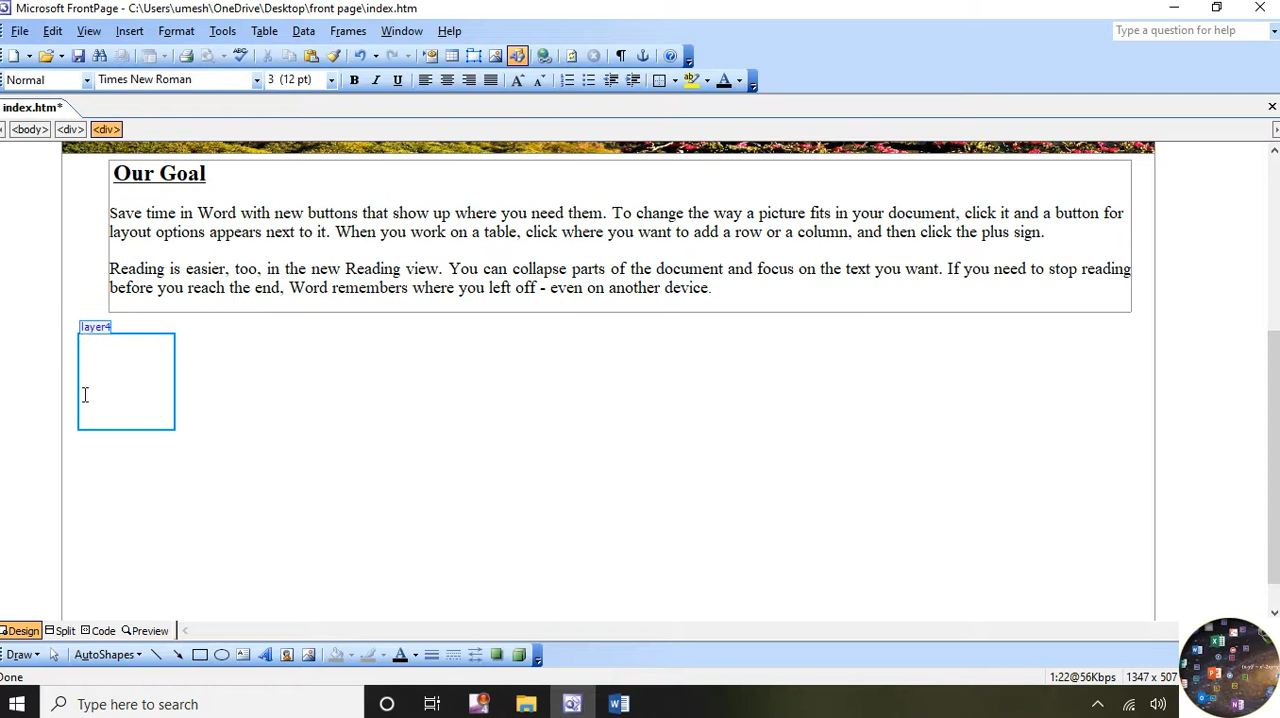 Microsoft FrontPage - C:\Users\umesh\OneDrive\Desktop\front page\index.htm
File Edit View Insert Format Tools Table Data Frames Window Help
Type a question for help
Normal Times New Roman 3 (12 pt) B I U A A A
index.htm*
<body> <div> <div>
Our Goal
Save time in Word with new buttons that show up where you need them. To change the way a picture fits in your document, click it and a button for
layout options appears next to it. When you work on a table, click where you want to add a row or a column, and then click the plus sign.
Reading is easier, too, in the new Reading view. You can collapse parts of the document and focus on the text you want. If you need to stop reading
before you reach the end, Word remembers where you left off - even on another device.
layer4
Design Split Code Preview
Draw AutoShapes
Done
1:22@56Kbps 1347 x 507
Type here to search